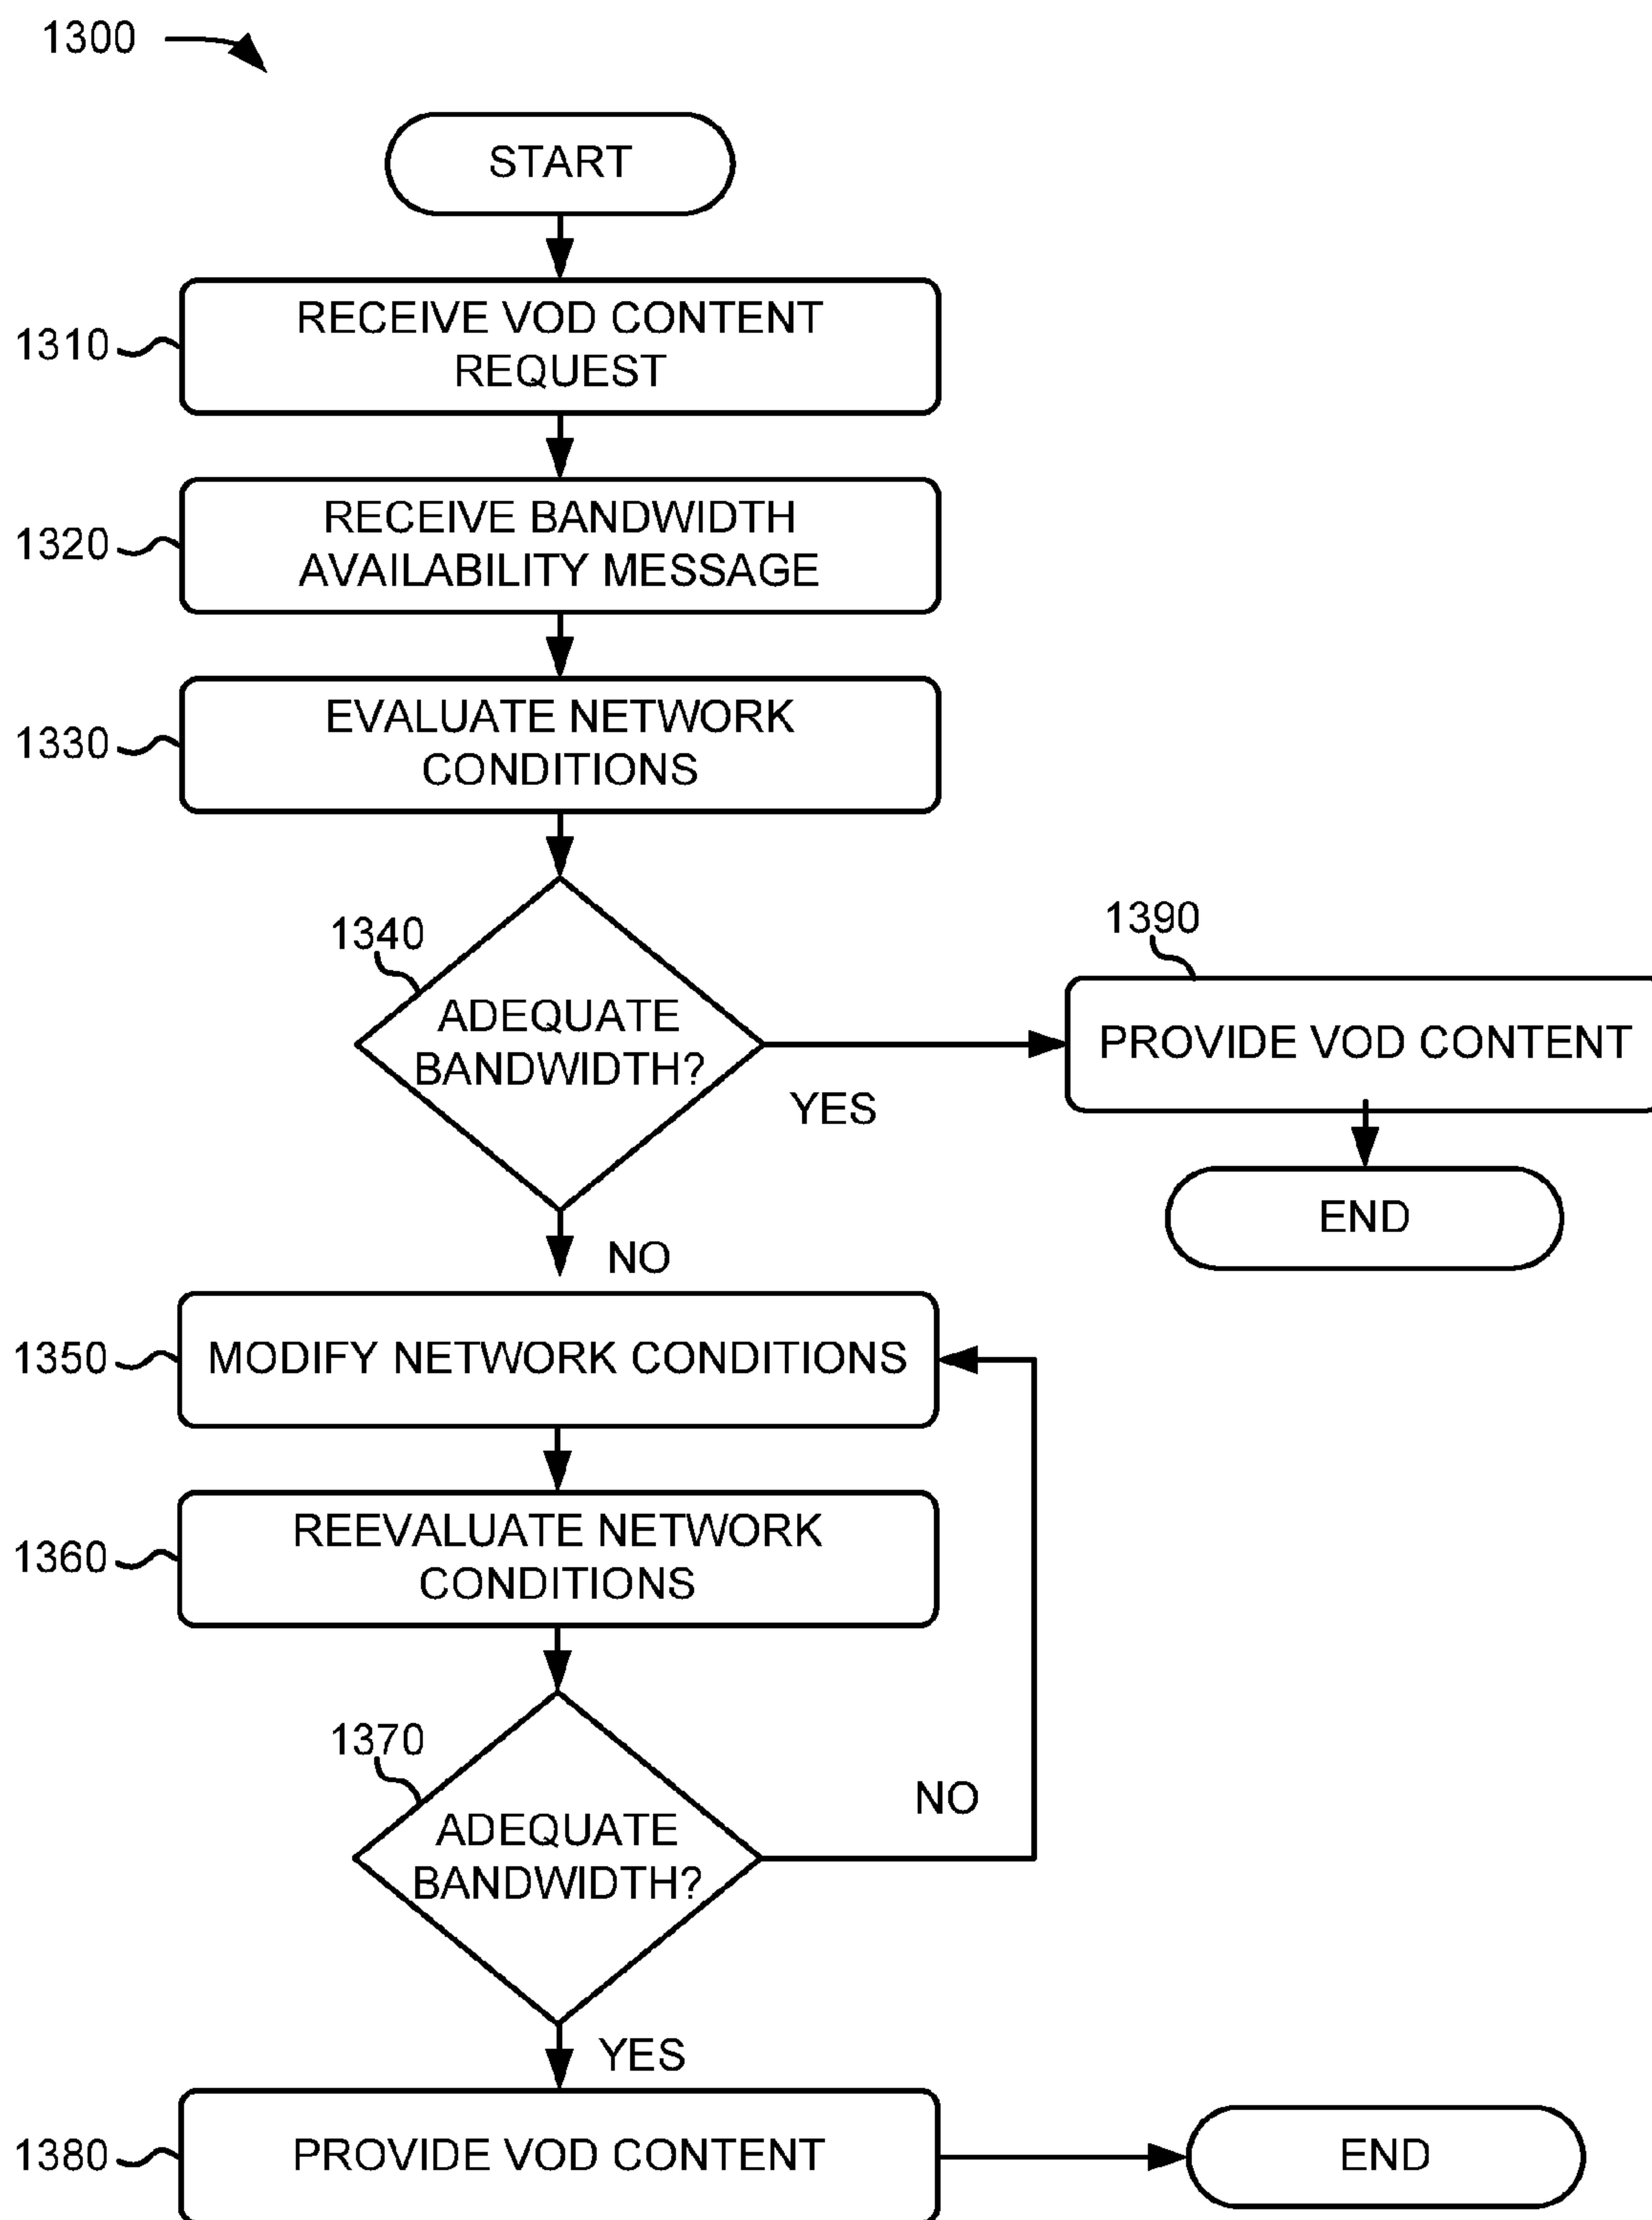 1300
START
1310
RECEIVE VOD CONTENT
REQUEST
1320
RECEIVE BANDWIDTH
AVAILABILITY MESSAGE
1330
EVALUATE NETWORK
CONDITIONS
1340
ADEQUATE
BANDWIDTH?
YES
1390
PROVIDE VOD CONTENT
END
NO
1350
MODIFY NETWORK CONDITIONS
1360
REEVALUATE NETWORK
CONDITIONS
1370
ADEQUATE
BANDWIDTH?
NO
YES
1380
PROVIDE VOD CONTENT
END